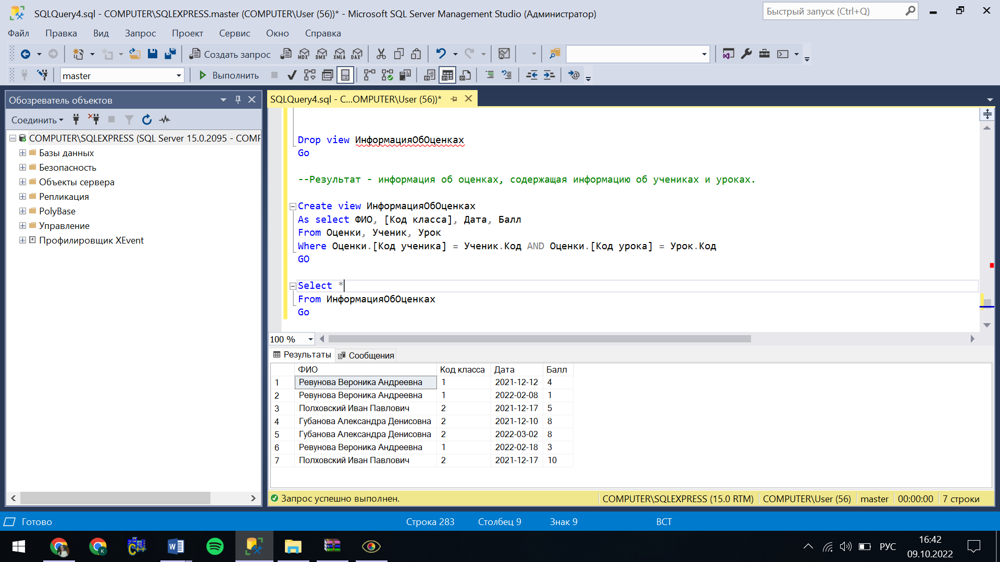 SQLQuery4.sql - COMPUTER\SQLEXPRESS.master (COMPUTER\User (56))* - Microsoft SQL Server Management Studio (Администратор)
Быстрый запуск (Ctrl+Q)
Файл Правка Вид Запрос Проект Сервис Окно Справка
Создать запрос MDX DMX XMLA DAX
master Выполнить
Обозреватель объектов
SQLQuery4.sql - C...OMPUTER\User (56))*
Соединить
COMPUTER\SQLEXPRESS (SQL Server 15.0.2095 - COMP
Базы данных
Безопасность
Объекты сервера
Репликация
PolyBase
Управление
Профилировщик XEvent
Drop view ИнформацияОбОценках
Go
--Результат - информация об оценках, содержащая информацию об учениках и уроках.
Create view ИнформацияОбОценках
As select ФИО, [Код класса], Дата, Балл
From Оценки, Ученик, Урок
Where Оценки.[Код ученика] = Ученик.Код AND Оценки.[Код урока] = Урок.Код
GO
Select *
From ИнформацияОбОценках
Go
100 %
Результаты Сообщения
ФИО Код класса Дата Балл
1 Ревунова Вероника Андреевна 1 2021-12-12 4
2 Ревунова Вероника Андреевна 1 2022-02-08 1
3 Полховский Иван Павлович 2 2021-12-17 5
4 Губанова Александра Денисовна 2 2021-12-10 8
5 Губанова Александра Денисовна 2 2022-03-02 8
6 Ревунова Вероника Андреевна 1 2022-02-18 3
7 Полховский Иван Павлович 2 2021-12-17 10
Запрос успешно выполнен. COMPUTER\SQLEXPRESS (15.0 RTM) COMPUTER\User (56) master 00:00:00 7 строки
Готово Строка 283 Столбец 9 Знак 9 ВСТ
РУС 16:42
09.10.2022